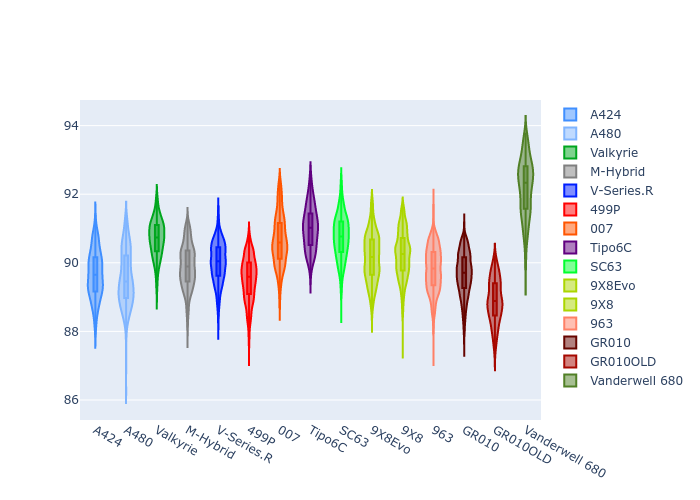 94
92
90
88
86
A424
A480
Valkyrie
M-Hybrid
V-Series.R
499P
007
Tipo6C
SC63
9X8Evo
9X8
963
GR010
GR010OLD
Vanderwell 680
A424
A480
Valkyrie
M-Hybrid
V-Series.R
499P
007
Tipo6C
SC63
9X8Evo
9X8
963
GR010
GR010OLD
Vanderwell 680